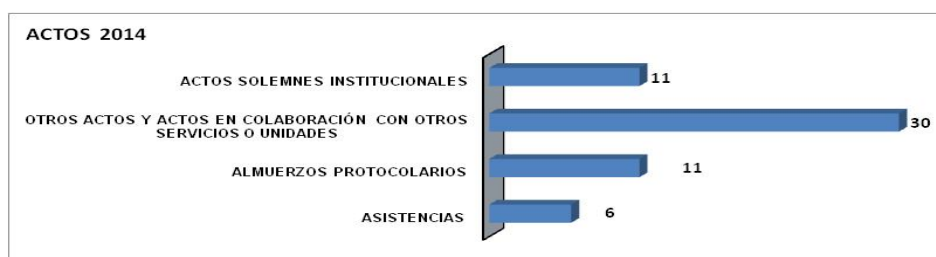 ACTOS 2014
ACTOS SOLEMNES INSTITUCIONALES
11
OTROS ACTOS Y ACTOS EN COLABORACIÓN CON OTROS
SERVICIOS O UNIDADES
30
ALMUERZOS PROTOCOLARIOS
11
ASISTENCIAS
6